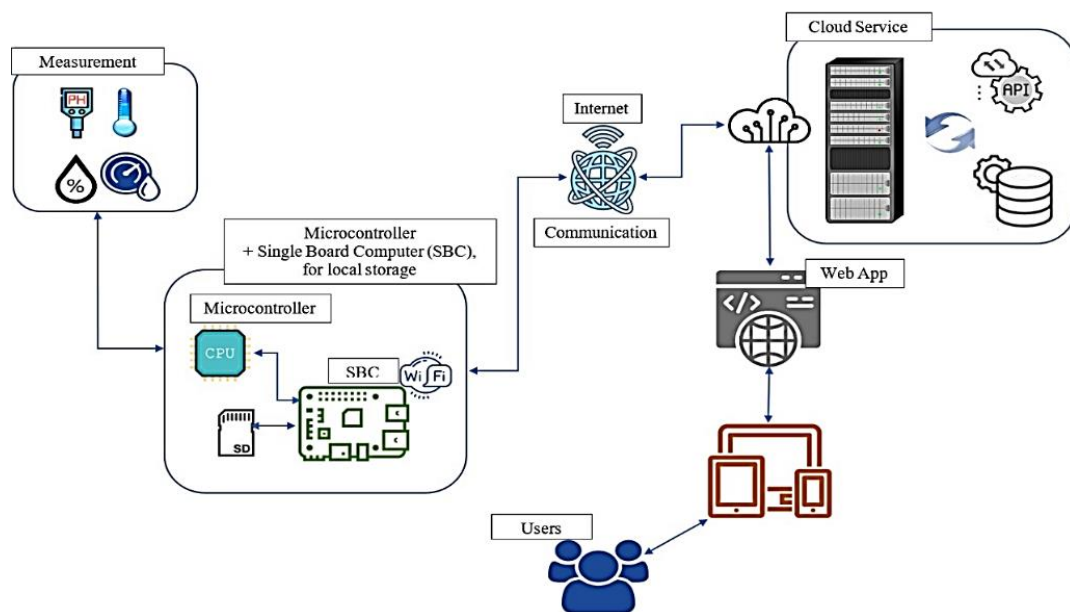 Cloud Service
Measurement
PH
%
API
Internet
Communication
Microcontroller
+ Single Board Computer (SBC),
for local storage
Microcontroller
CPU
SBC
Wi Fi
SD
Web App
</>
Users